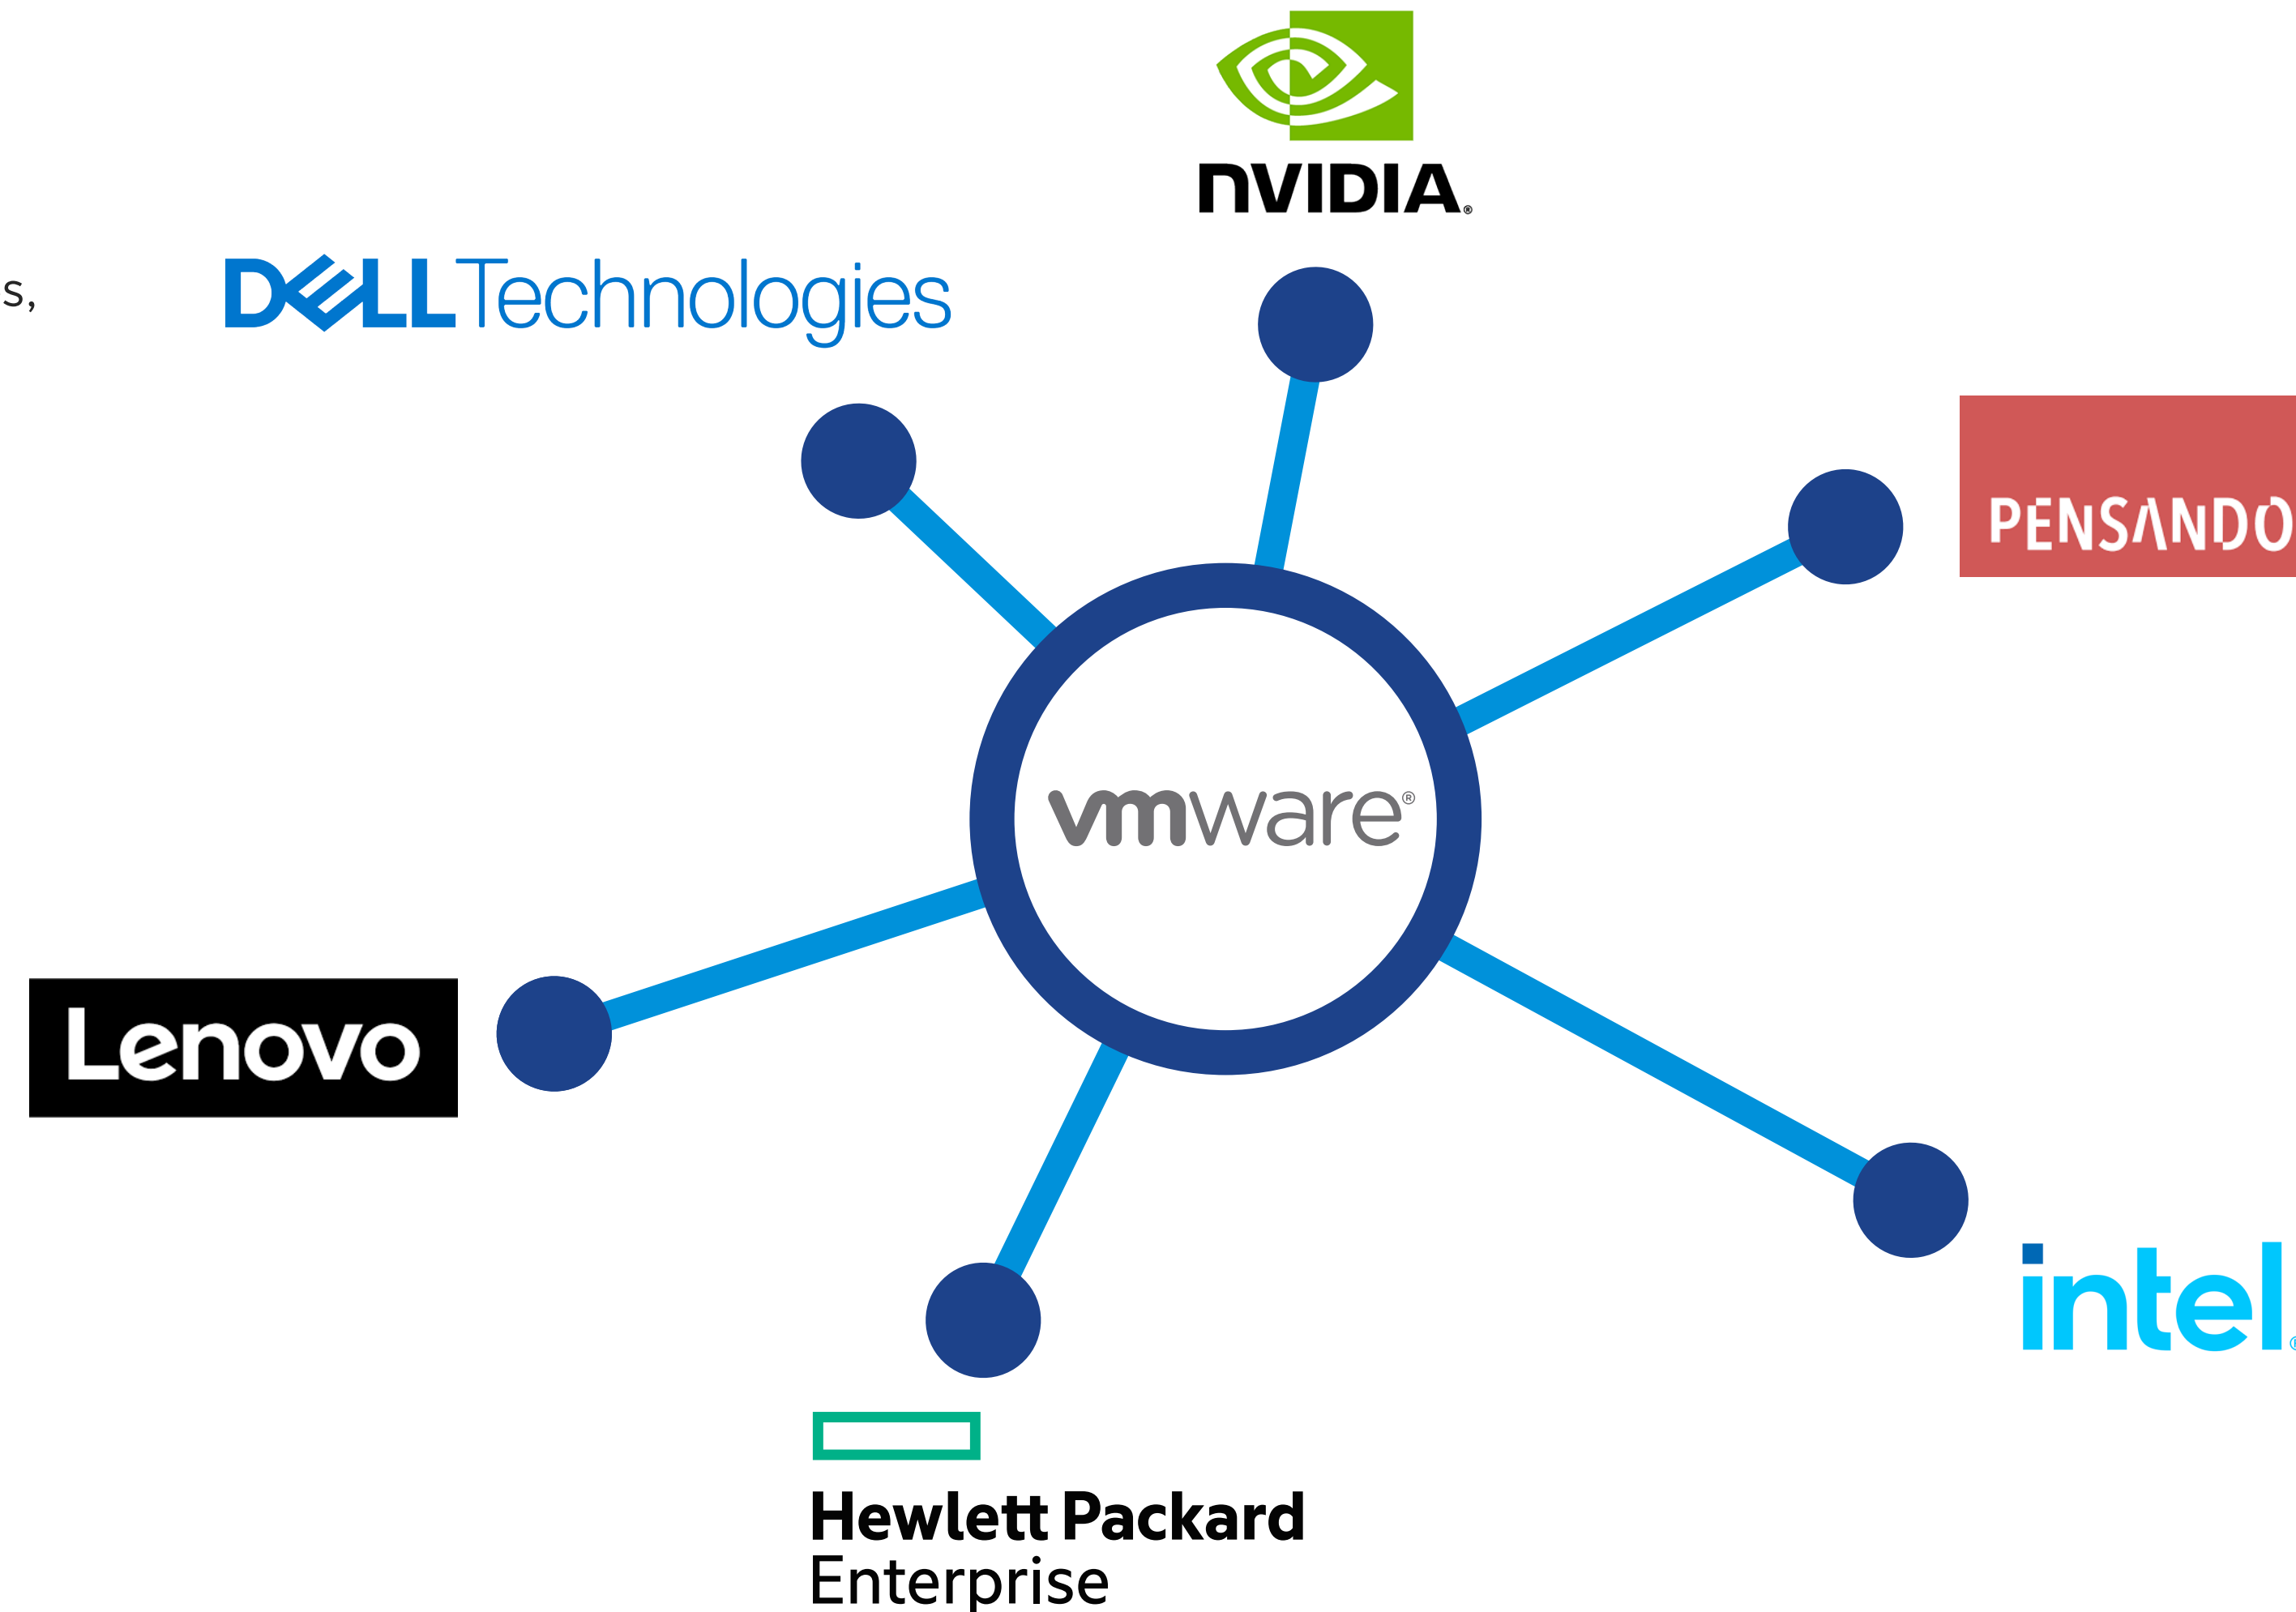 NVIDIA®
s,
DELL Technologies
PENSANDO
vmware®
Lenovo
intel®
Hewlett Packard
Enterprise